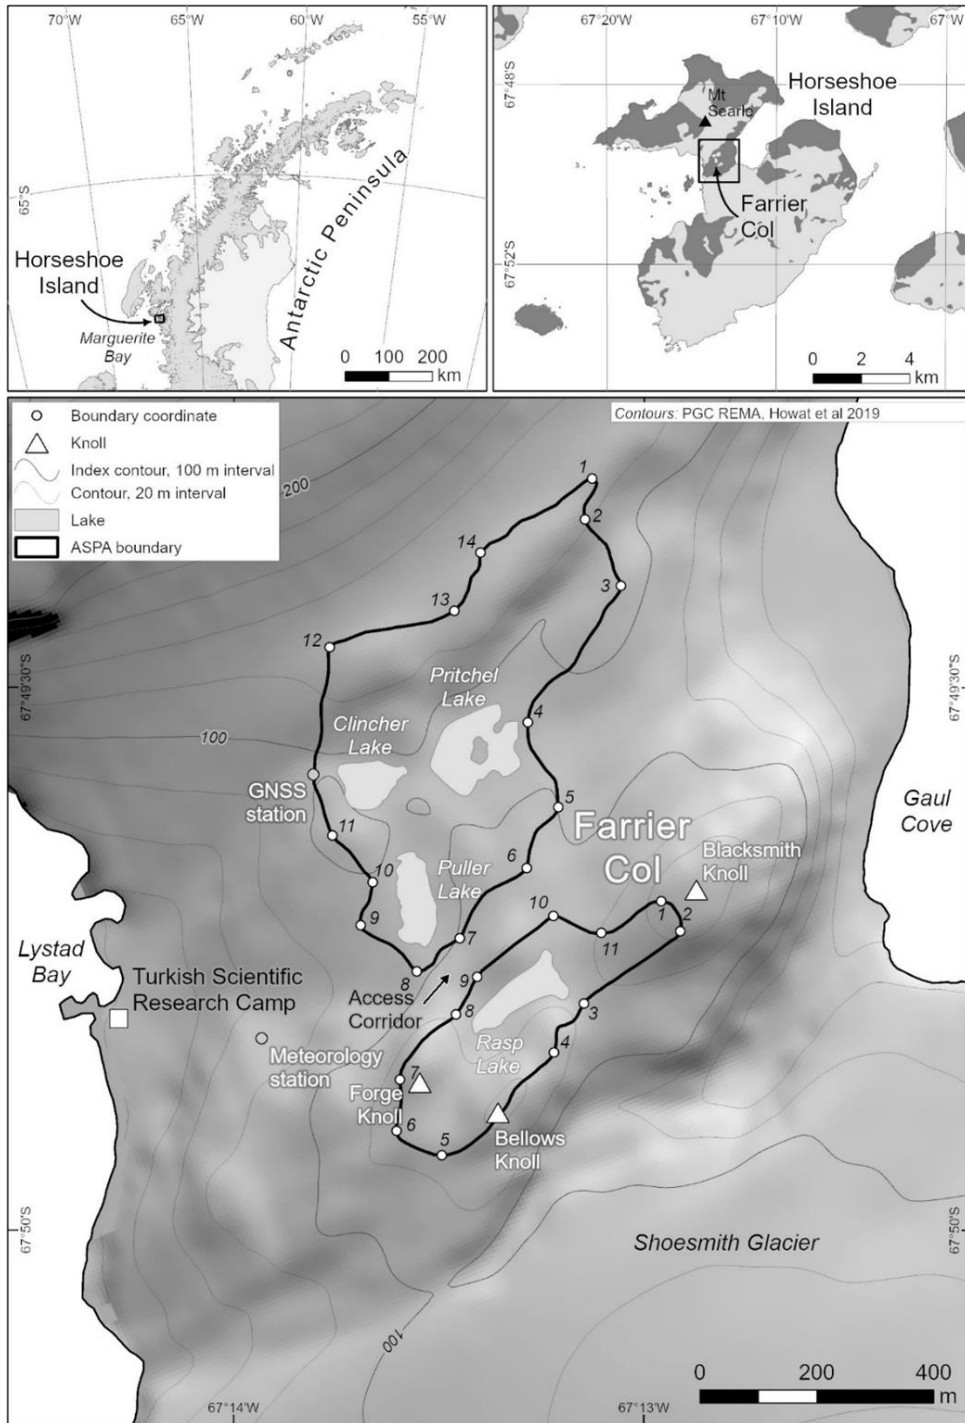 70°W
65°W
60°W
55°W
65°S
Horseshoe
Island
Marguerite
Bay
Antarctic Peninsula
0 100 200
km
67°20'W
67°10'W
67°W
67°48'S
67°52'S
Mt
Searle
Horseshoe
Island
Farrier
Col
0 2 4
km
Boundary coordinate
Knoll
Index contour, 100 m interval
Contour, 20 m interval
Lake
ASPA boundary
Contours: PGC REMA, Howat et al 2019
200
1
2
14
3
13
12
67°49'30"S
67°49'30"S
Pritchel
Lake
4
Clincher
Lake
100
GNSS
station
5
Gaul
Cove
11
Farrier
Col
Blacksmith
Knoll
6
10
Puller
Lake
10
1
2
9
11
7
Lystad
Bay
8
9
Turkish Scientific
Research Camp
Access
Corridor
8
3
Rasp
Lake
4
Meteorology
station
7
Forge
Knoll
6
5
Bellows
Knoll
67°50'S
67°50'S
Shoesmith Glacier
100
0 200 400
m
67°14'W
67°13'W